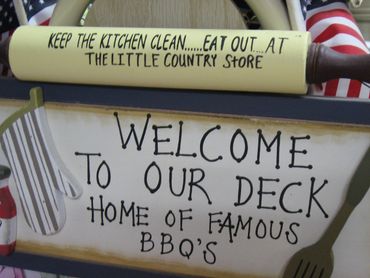 KEEP THE KITCHEN CLEAN......EAT OUT....AT
THE LITTLE COUNTRY STORE
WELCOME
TO OUR DECK
HOME OF FAMOUS
BBQ'S